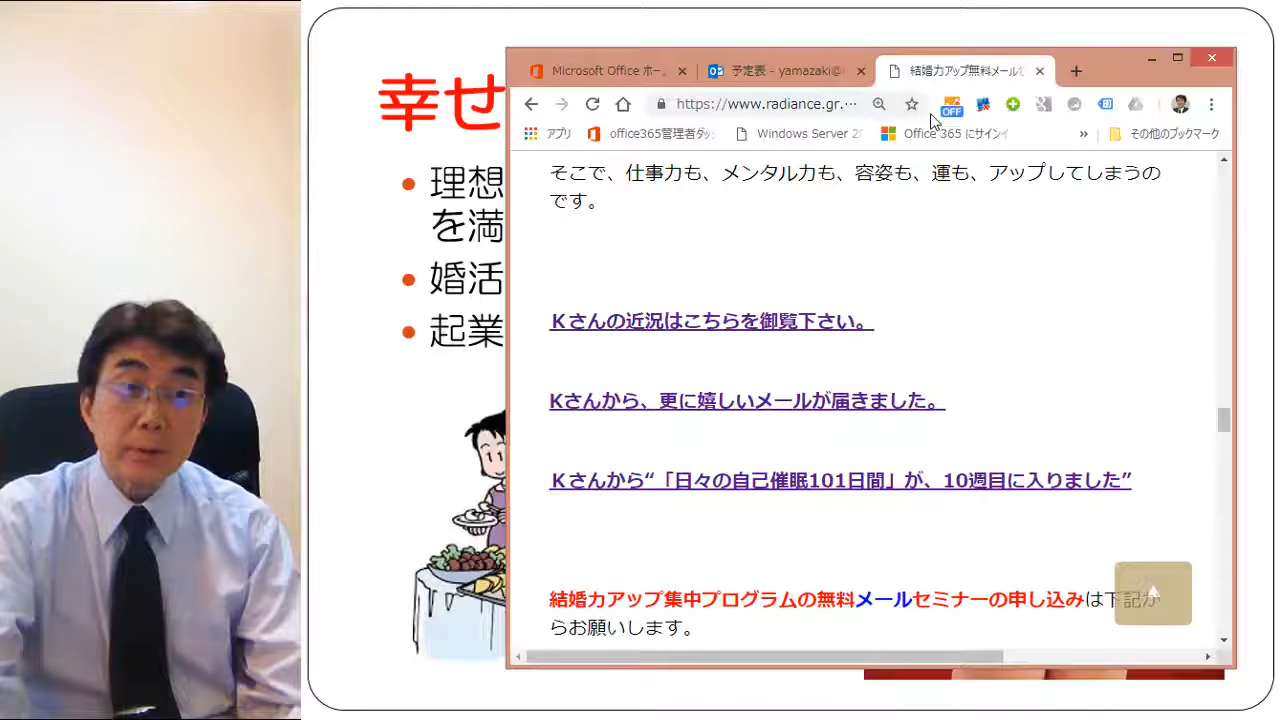 幸せ
理想
を満
婚活
起業
Microsoft Office ホー
予定表 - yamazaki@
結婚力アップ無料メールセ
https://www.radiance.gr.…
OFF
アプリ
office365管理者ダッ
Windows Server 20
Office 365 にサインイ
»
その他のブックマーク
そこで、仕事力も、メンタル力も、容姿も、運も、アップしてしまうの
です。
Ｋさんの近況はこちらを御覧下さい。
Kさんから、更に嬉しいメールが届きました。
Ｋさんから“「日々の自己催眠101日間」が、10週目に入りました”
結婚力アップ集中プログラムの無料メールセミナーの申し込みは下記か
らお願いします。